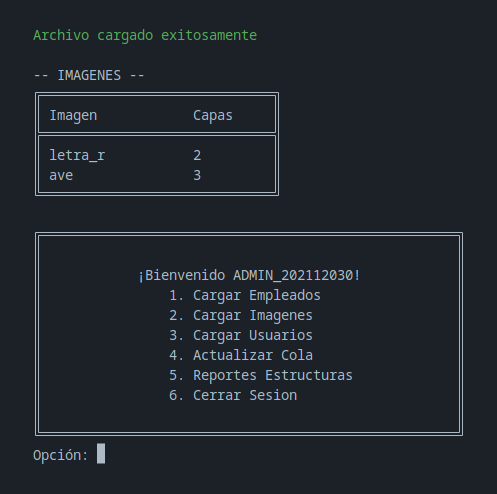 Archivo cargado exitosamente
-- IMAGENES --
Imagen Capas
letra_r 2
ave 3
¡Bienvenido ADMIN_202112030!
1. Cargar Empleados
2. Cargar Imagenes
3. Cargar Usuarios
4. Actualizar Cola
5. Reportes Estructuras
6. Cerrar Sesion
Opción: